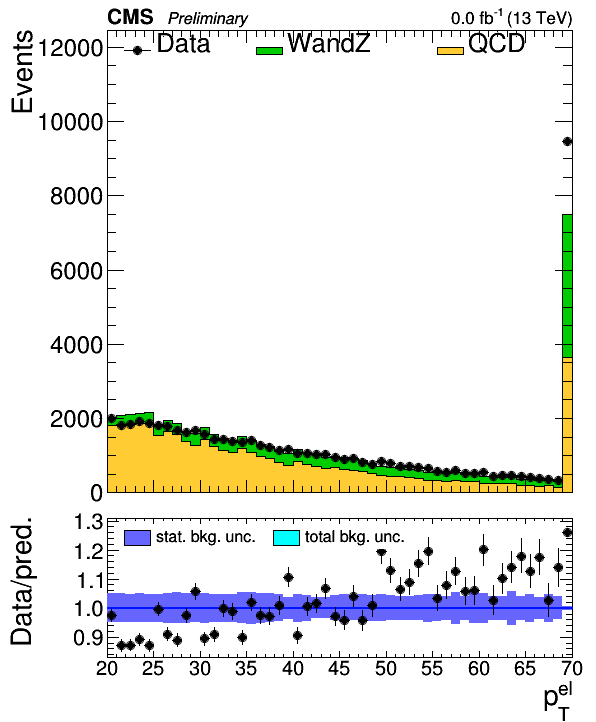 CMS Preliminary 0.0 fb⁻¹ (13 TeV)
Events
Data WandZ QCD
12000
10000
8000
6000
4000
2000
0
Data/pred.
stat. bkg. unc. total bkg. unc.
1.3
1.2
1.1
1.0
0.9
20 25 30 35 40 45 50 55 60 65 70
p_T^el